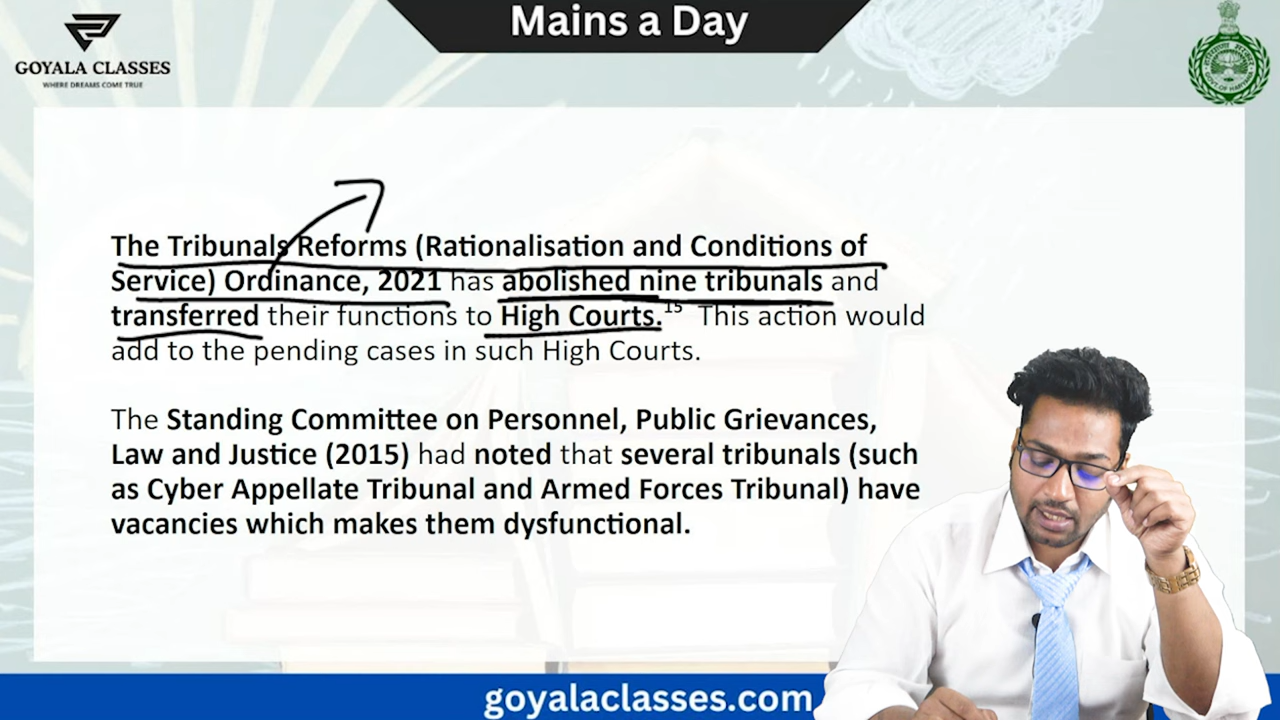 Mains a Day
GOYALA CLASSES
WHERE DREAMS COME TRUE
The Tribunals Reforms (Rationalisation and Conditions of
Service) Ordinance, 2021 has abolished nine tribunals and
transferred their functions to High Courts.15 This action would
add to the pending cases in such High Courts.
The Standing Committee on Personnel, Public Grievances,
Law and Justice (2015) had noted that several tribunals (such
as Cyber Appellate Tribunal and Armed Forces Tribunal) have
vacancies which makes them dysfunctional.
goyalaclasses.com